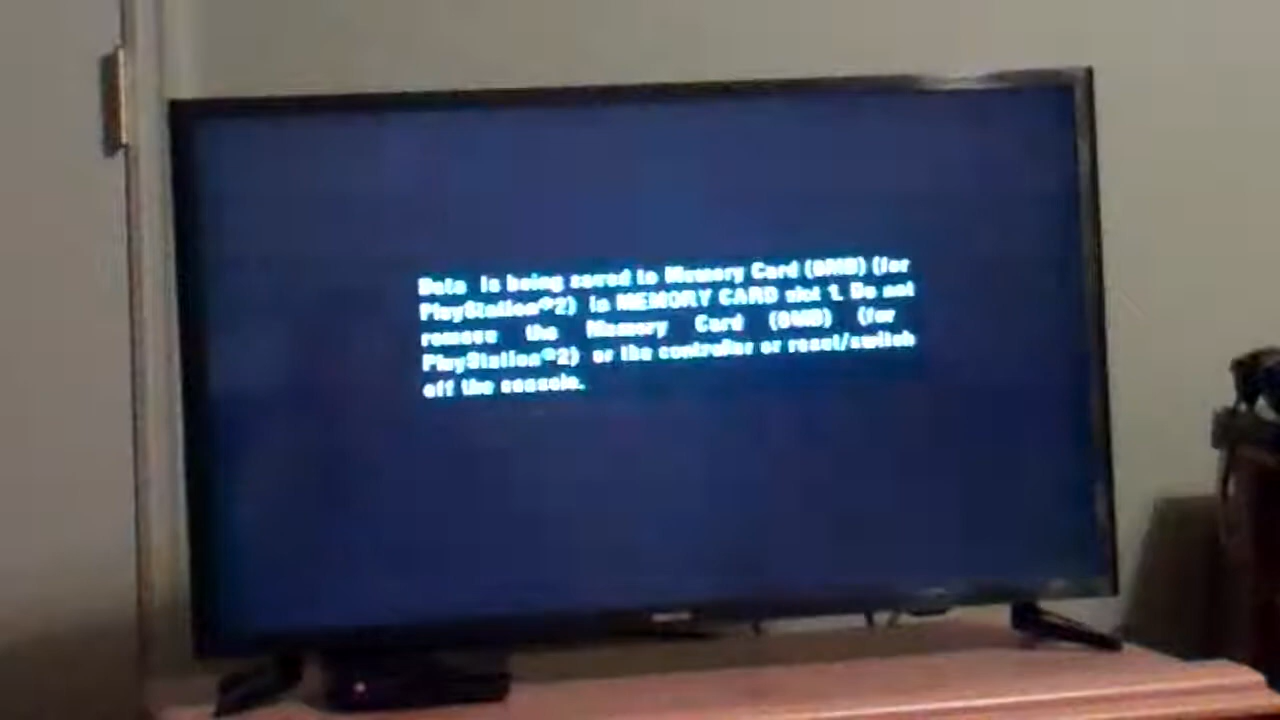 Data is being saved to Memory Card (8MB) (for
PlayStation®2) in MEMORY CARD slot 1. Do not
remove the Memory Card (8MB) (for
PlayStation®2) or the controller or reset/switch
off the console.